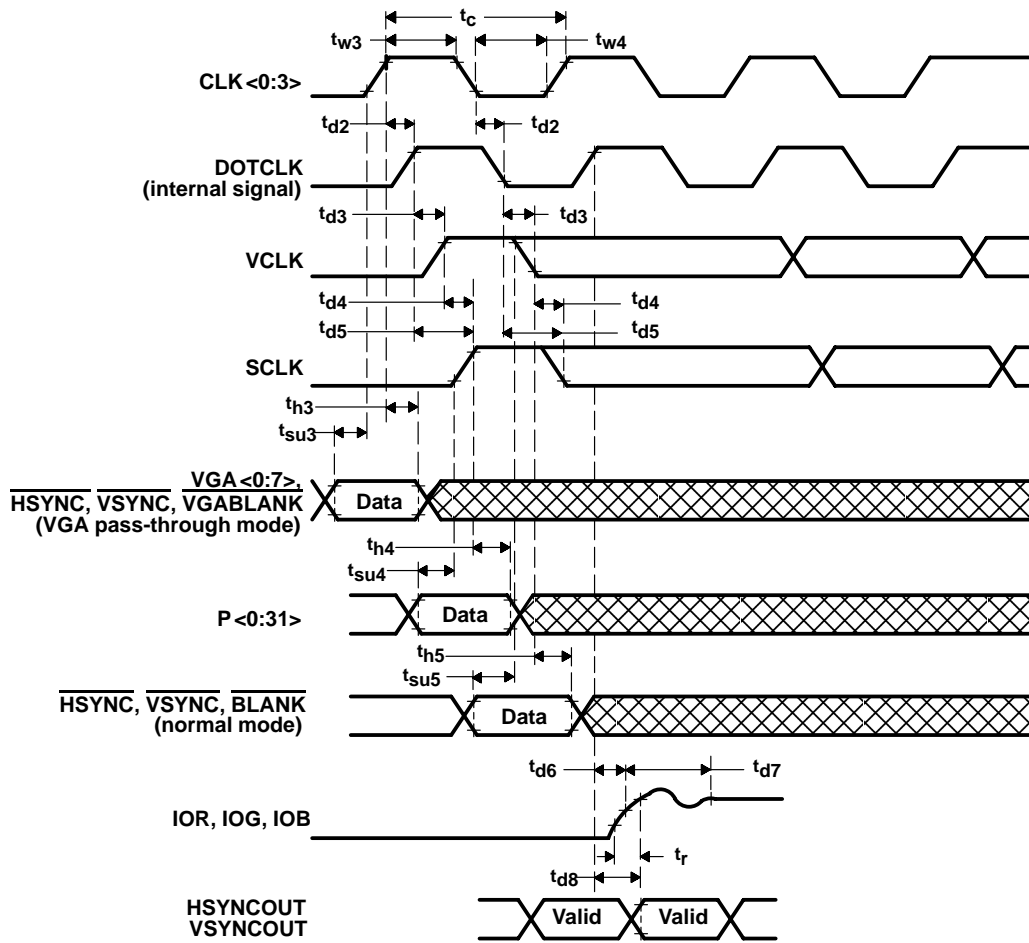 tc
tw3
tw4
CLK <0:3>
td2
td2
DOTCLK
(internal signal)
td3
td3
VCLK
td4
td4
td5
td5
SCLK
th3
tsu3
VGA <0:7>,
HSYNC, VSYNC, VGABLANK
(VGA pass-through mode)
Data
th4
tsu4
P <0:31>
Data
th5
tsu5
HSYNC, VSYNC, BLANK
(normal mode)
Data
td6
td7
IOR, IOG, IOB
tr
td8
HSYNCOUT
VSYNCOUT
Valid
Valid